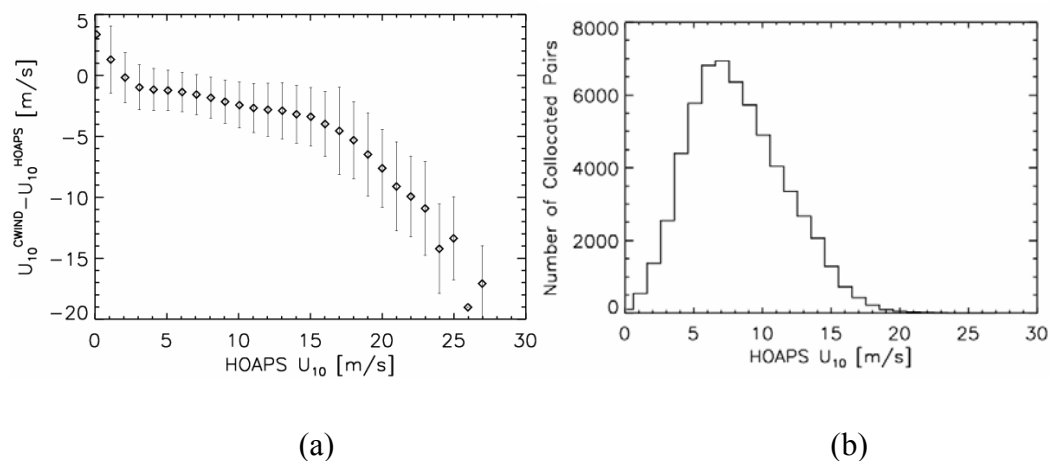 5
0
−5
−10
−15
−20
0 5 10 15 20 25 30
HOAPS U₁₀ [m/s]
U₁₀ᶜᵂᴵᴺᴰ−U₁₀ᴴᴼᴬᴾˢ [m/s]
(a)
(b)
8000
6000
4000
2000
0
0 5 10 15 20 25 30
HOAPS U₁₀ [m/s]
Number of Collocated Pairs
(a)
(b)